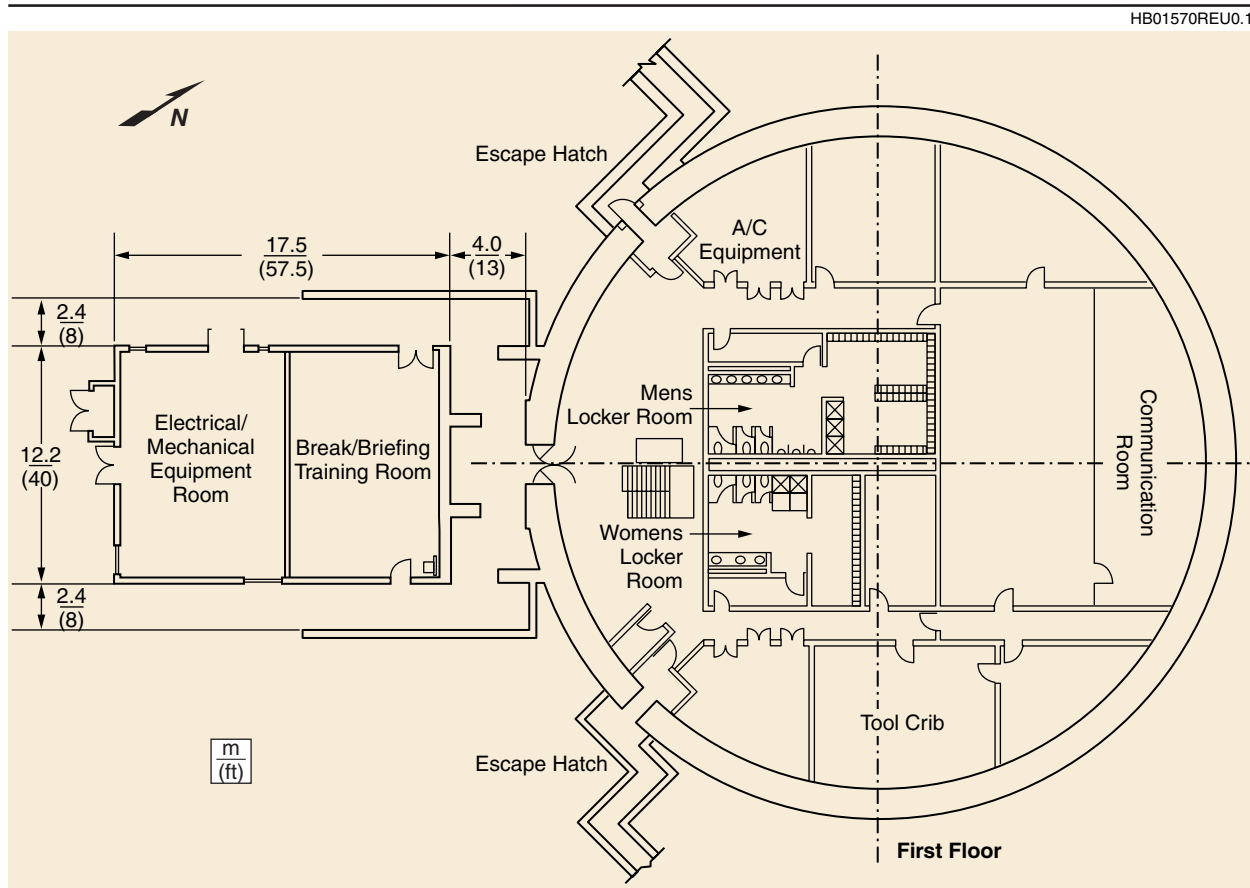 HB01570REU0.1
N
Escape Hatch
A/C
Equipment
17.5
(57.5)
4.0
(13)
2.4
(8)
12.2
(40)
2.4
(8)
Electrical/
Mechanical
Equipment
Room
Break/Briefing
Training Room
Mens
Locker Room
Womens
Locker
Room
Communication
Room
Tool Crib
Escape Hatch
m
(ft)
First Floor